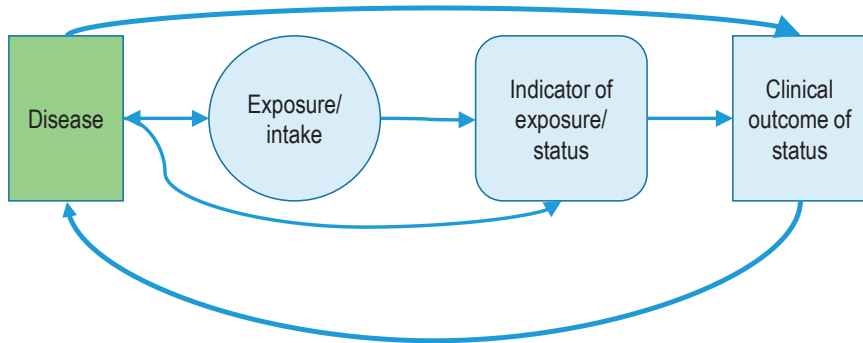 Disease
Exposure/
intake
Indicator of
exposure/
status
Clinical
outcome of
status